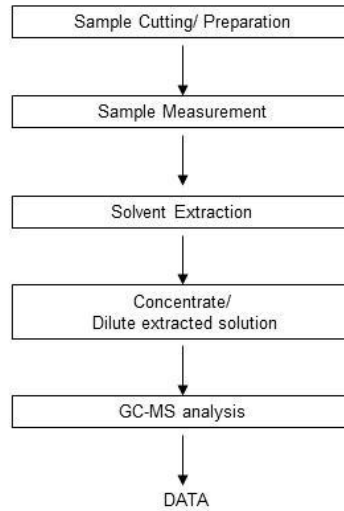 Sample Cutting/ Preparation
Sample Measurement
Solvent Extraction
Concentrate/
Dilute extracted solution
GC-MS analysis
DATA